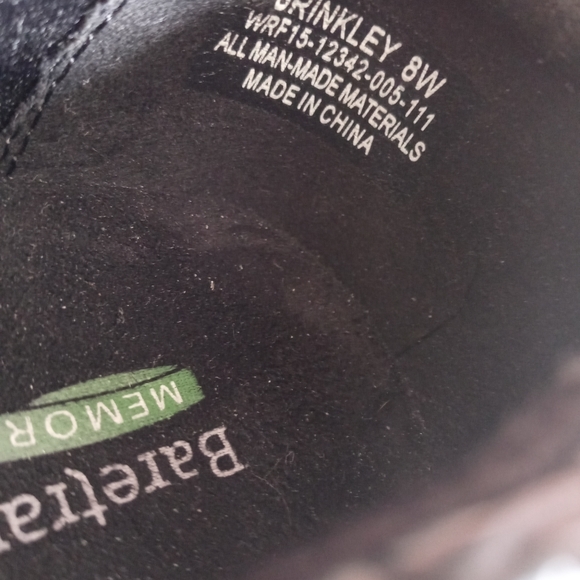 BRINKLEY 8W
WRF15-12342-005-111
ALL MAN-MADE MATERIALS
MADE IN CHINA
Baretra
MEMOR